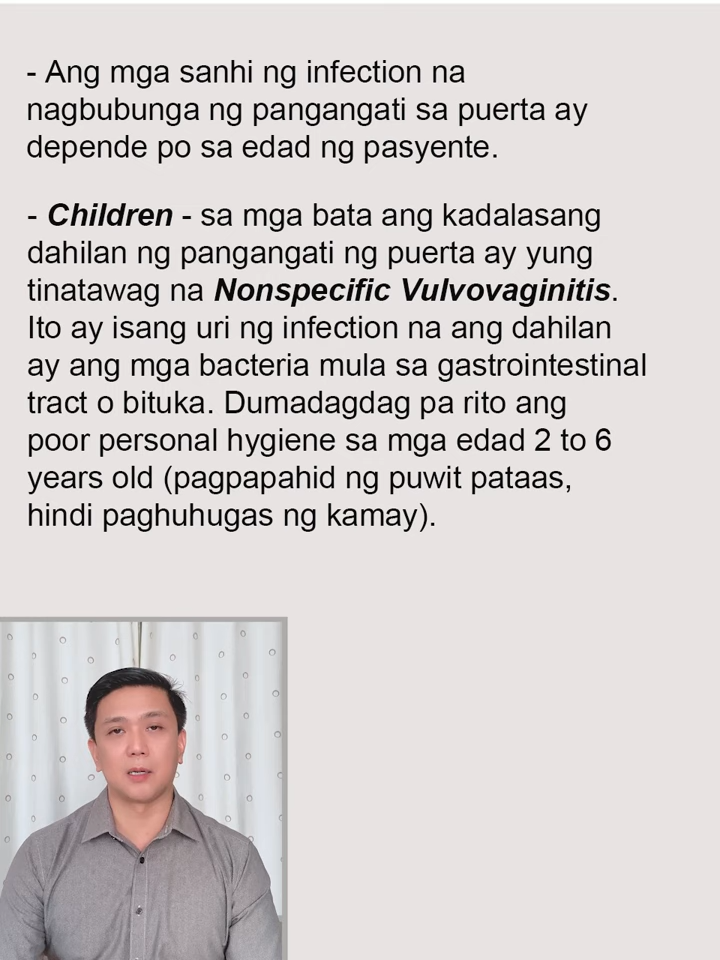 - Ang mga sanhi ng infection na
nagbubunga ng pangangati sa puerta ay
depende po sa edad ng pasyente.
- Children - sa mga bata ang kadalasang
dahilan ng pangangati ng puerta ay yung
tinatawag na Nonspecific Vulvovaginitis.
Ito ay isang uri ng infection na ang dahilan
ay ang mga bacteria mula sa gastrointestinal
tract o bituka. Dumadagdag pa rito ang
poor personal hygiene sa mga edad 2 to 6
years old (pagpapahid ng puwit pataas,
hindi paghuhugas ng kamay).